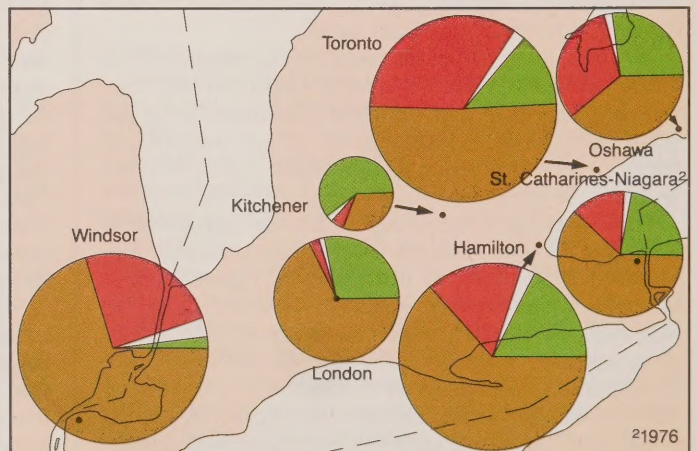 Toronto
Oshawa
St. Catharines-Niagara²
Kitchener
Windsor
Hamilton
London
²1976